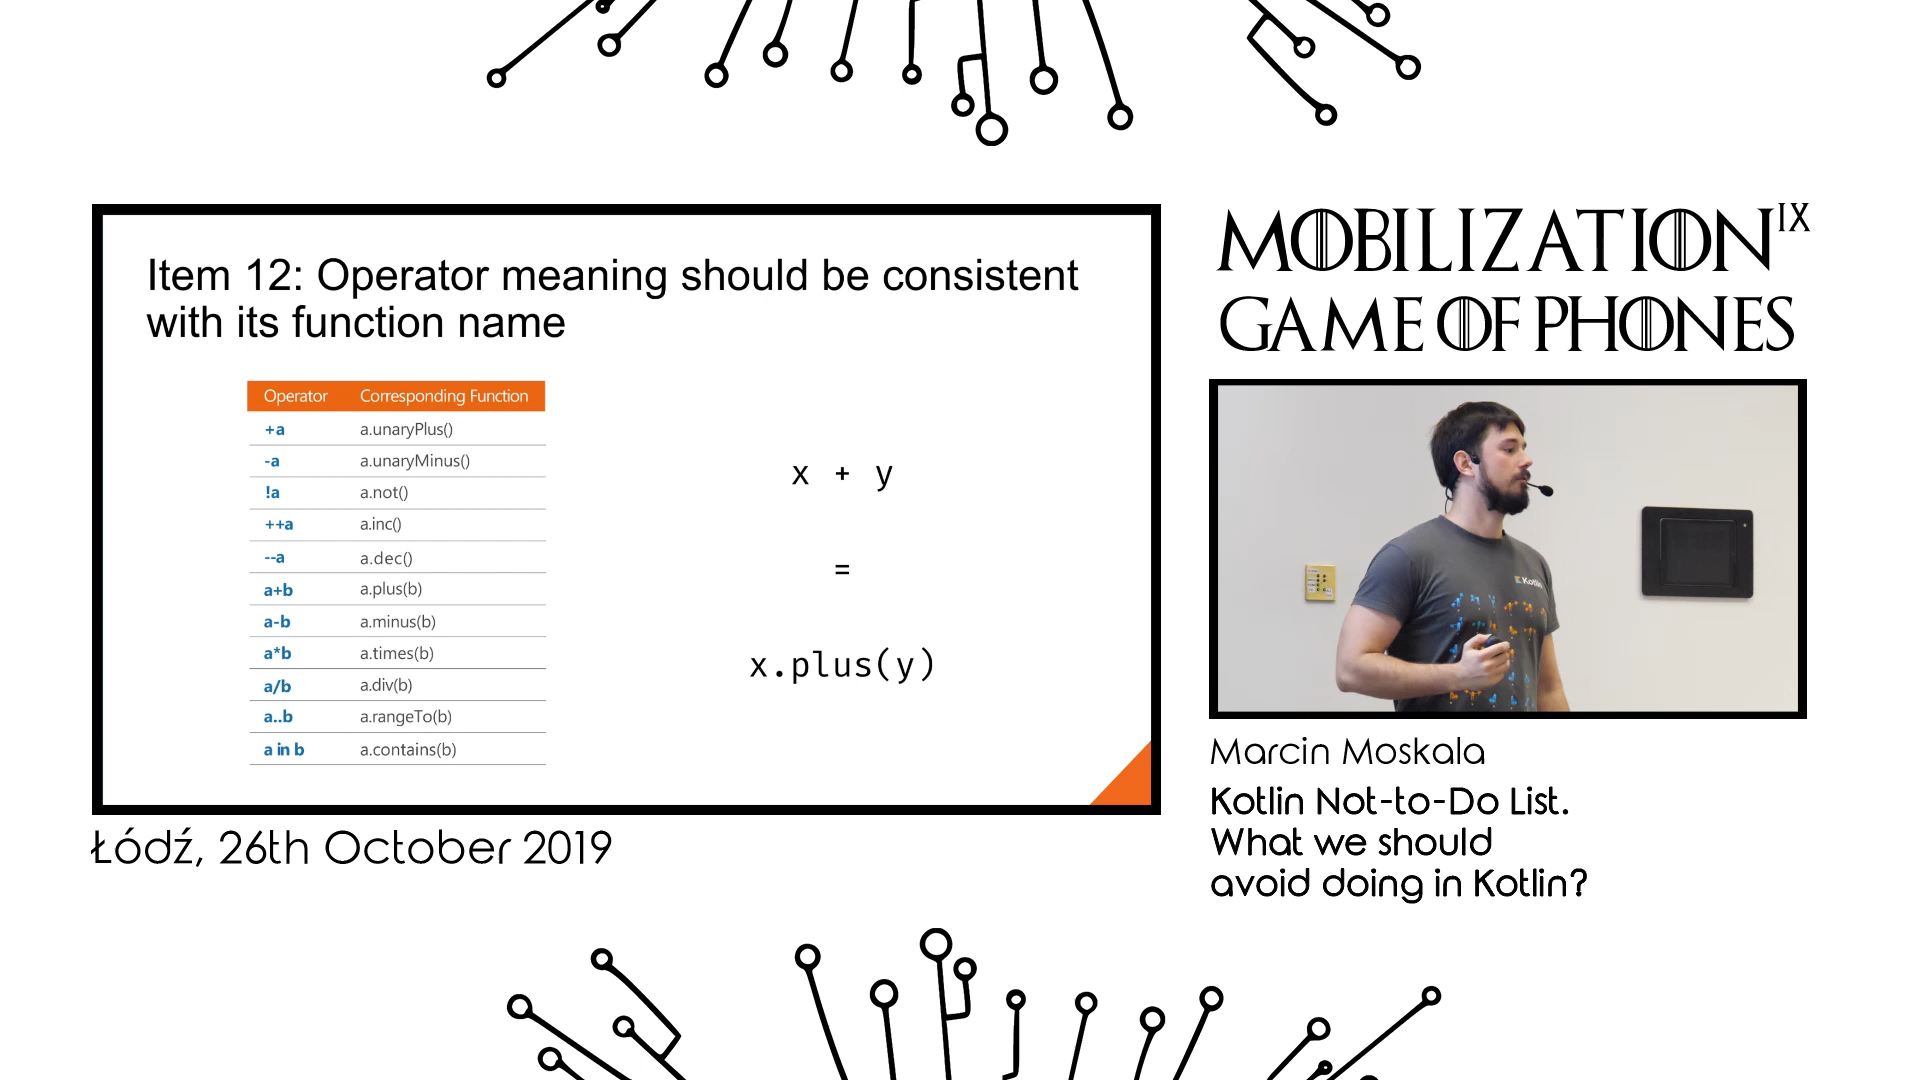 Item 12: Operator meaning should be consistent
with its function name
Operator Corresponding Function
+a a.unaryPlus()
-a a.unaryMinus()
!a a.not()
++a a.inc()
--a a.dec()
a+b a.plus(b)
a-b a.minus(b)
a*b a.times(b)
a/b a.div(b)
a..b a.rangeTo(b)
a in b a.contains(b)
x + y
=
x.plus(y)
Łódź, 26th October 2019
MOBILIZATION IX
GAME OF PHONES
Kotlin
Marcin Moskala
Kotlin Not-to-Do List.
What we should
avoid doing in Kotlin?